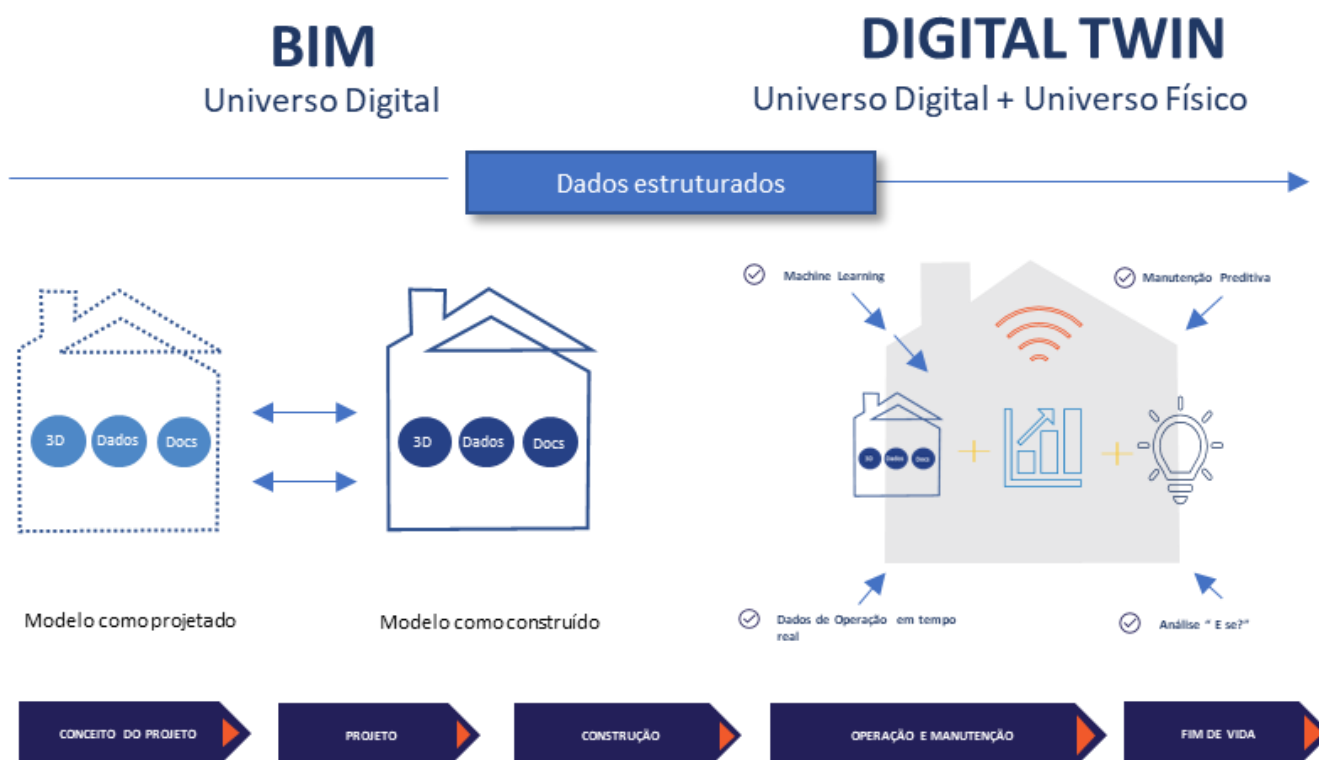 BIM
Universo Digital
DIGITAL TWIN
Universo Digital + Universo Físico
Dados estruturados
Machine Learning
Manutenção Preditiva
3D Dados Docs
3D Dados Docs
3D Dados Docs
Modelo como projetado
Modelo como construído
Dados de Operação em tempo
real
Análise " E se?"
CONCEITO DO PROJETO
PROJETO
CONSTRUÇÃO
OPERAÇÃO E MANUTENÇÃO
FIM DE VIDA